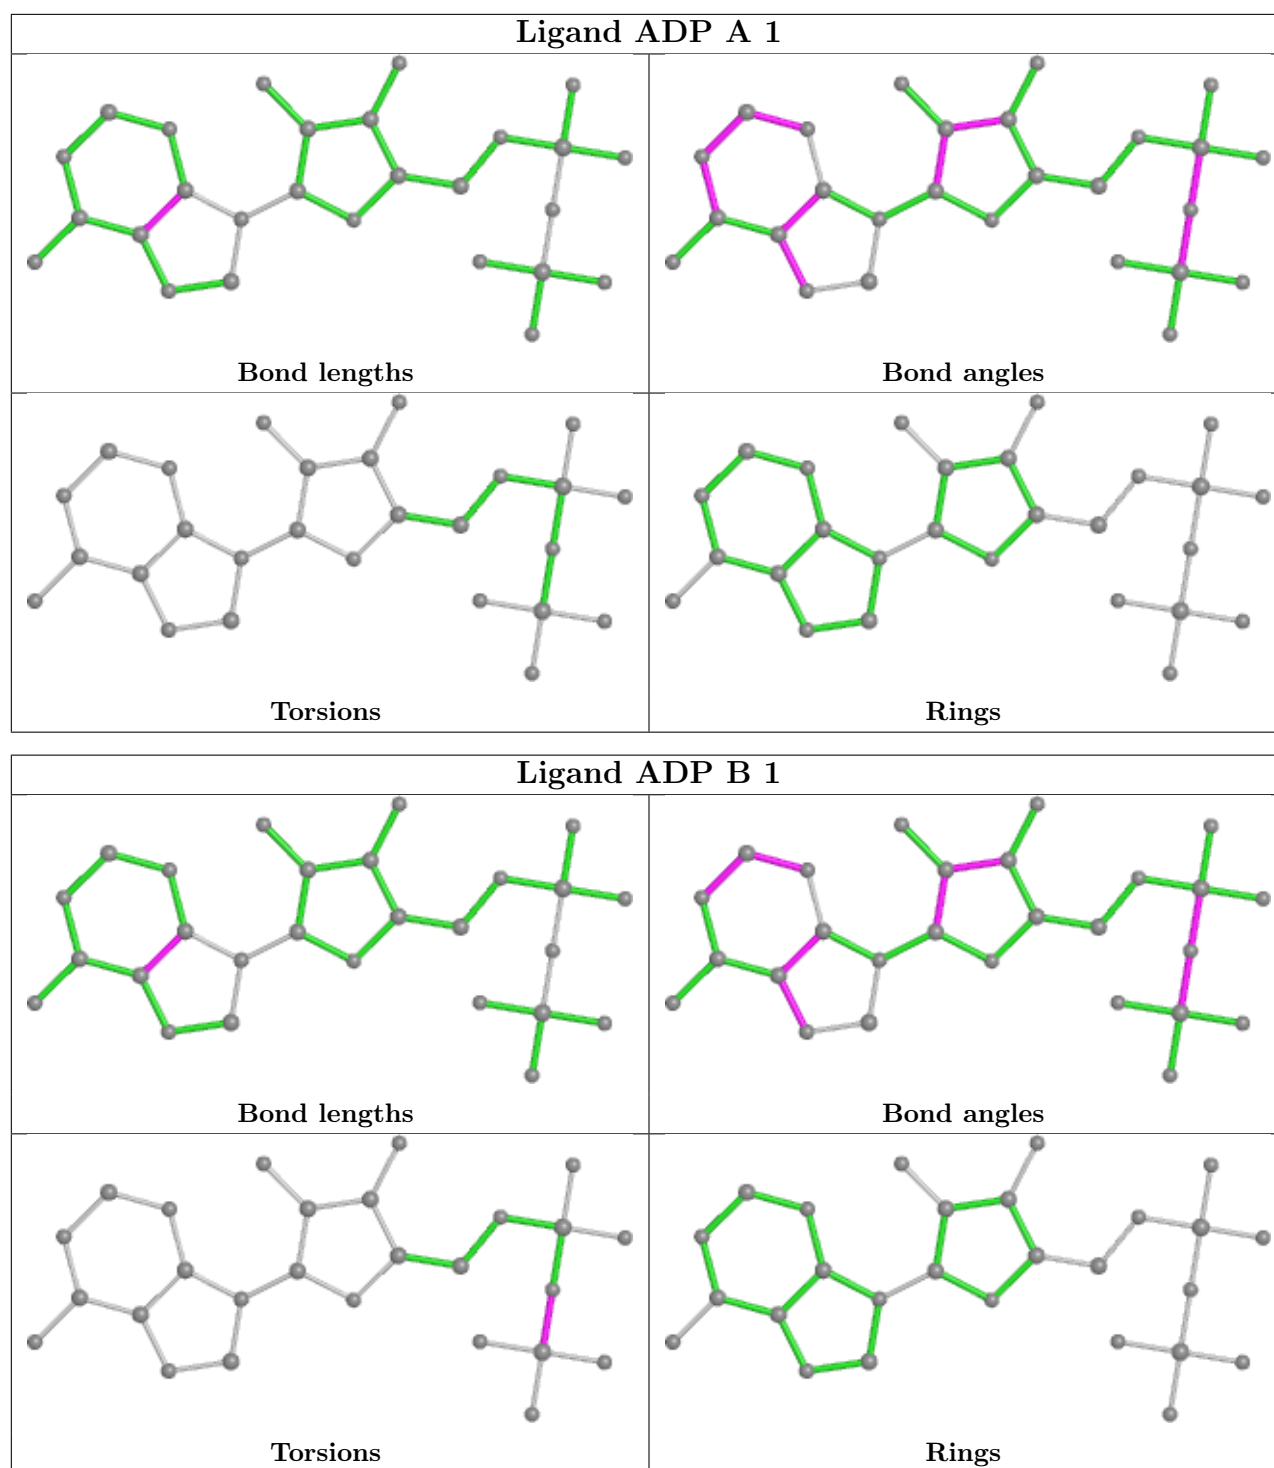 Ligand ADP A 1
Bond lengths
Bond angles
Torsions
Rings
Ligand ADP B 1
Bond lengths
Bond angles
Torsions
Rings